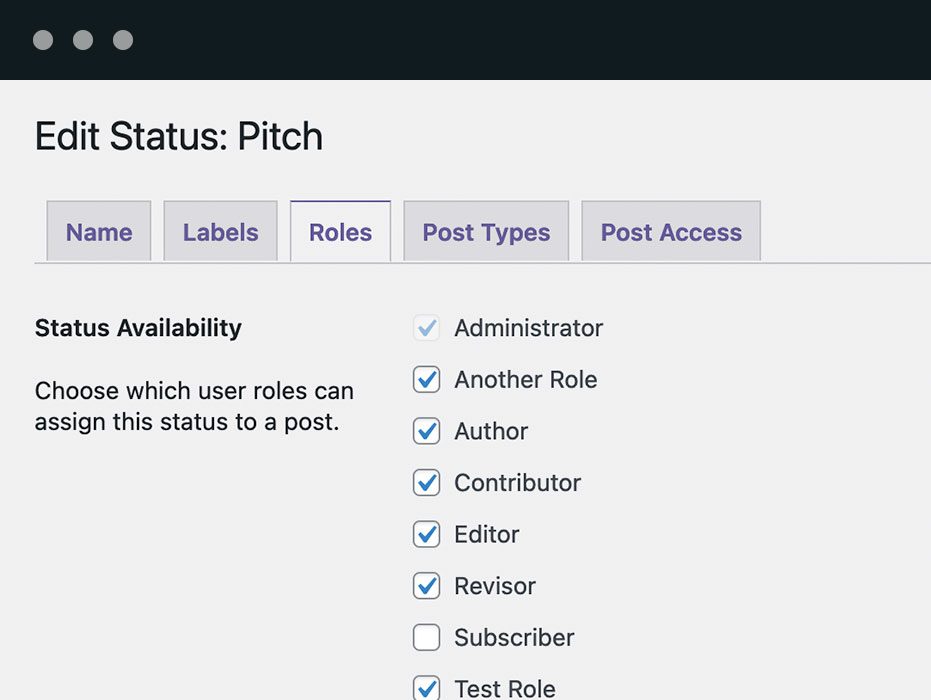 Edit Status: Pitch
Name
Labels
Roles
Post Types
Post Access
Status Availability
Choose which user roles can
assign this status to a post.
Administrator
Another Role
Author
Contributor
Editor
Revisor
Subscriber
Test Role